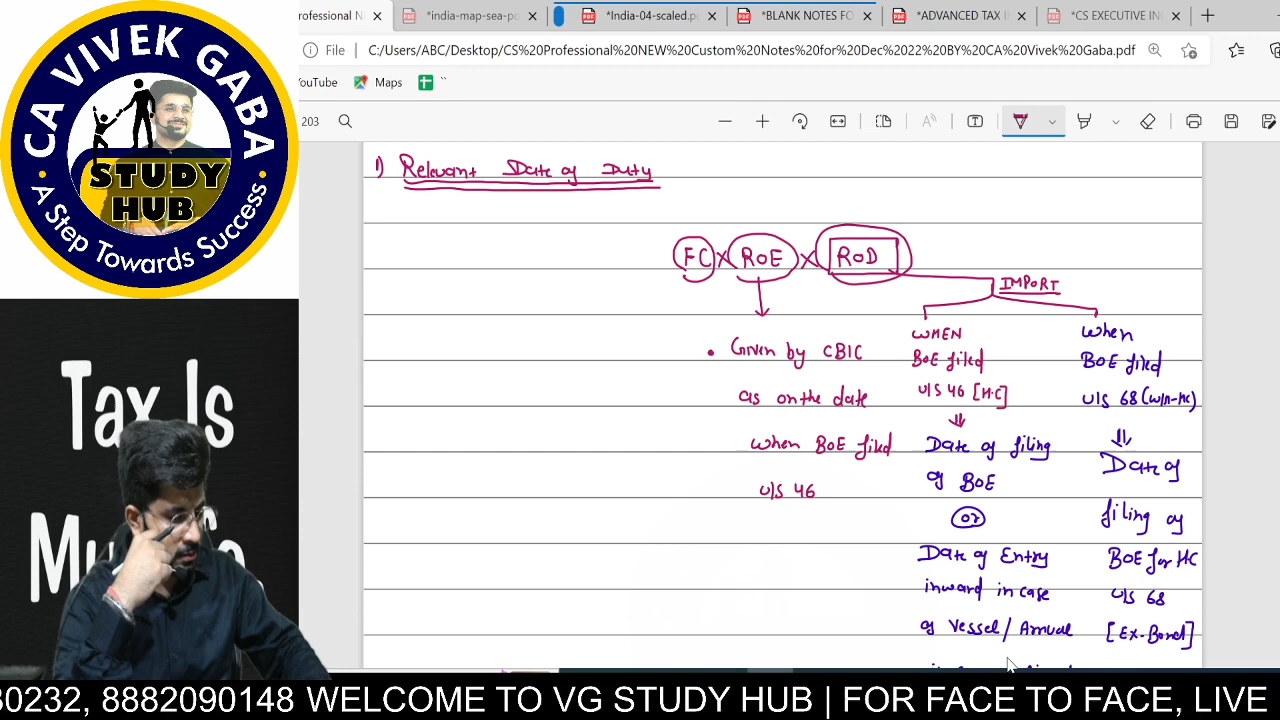 CA VIVEK GABA
STUDY
HUB
A Step Towards Success
Tax Is
rofessional N
*india-map-sea-po
*India-04-scaled.p
*BLANK NOTES FO
*ADVANCED TAX
*CS EXECUTIVE IN
File
C:/Users/ABC/Desktop/CS%20Professional%20NEW%20Custom%20Notes%20for%20Dec%202022%20BY%20CA%20Vivek%20Gaba.pdf
YouTube
Maps
``
203
1) Relevant Date of Duty
FC X ROE X ROD
IMPORT
• Given by CBIC
as on the date
when BOE filed
U/S 46
WHEN
BOE filed
U/S 46 [H.C]
Date of filing
of BOE
or
Date of Entry
inward in case
of Vessel/ Arrival
When
BOE filed
U/S 68 (W/H-HC)
Date of
filing of
BOE for HC
U/S 68
[Ex-Bond]
30232, 8882090148 WELCOME TO VG STUDY HUB | FOR FACE TO FACE, LIVE